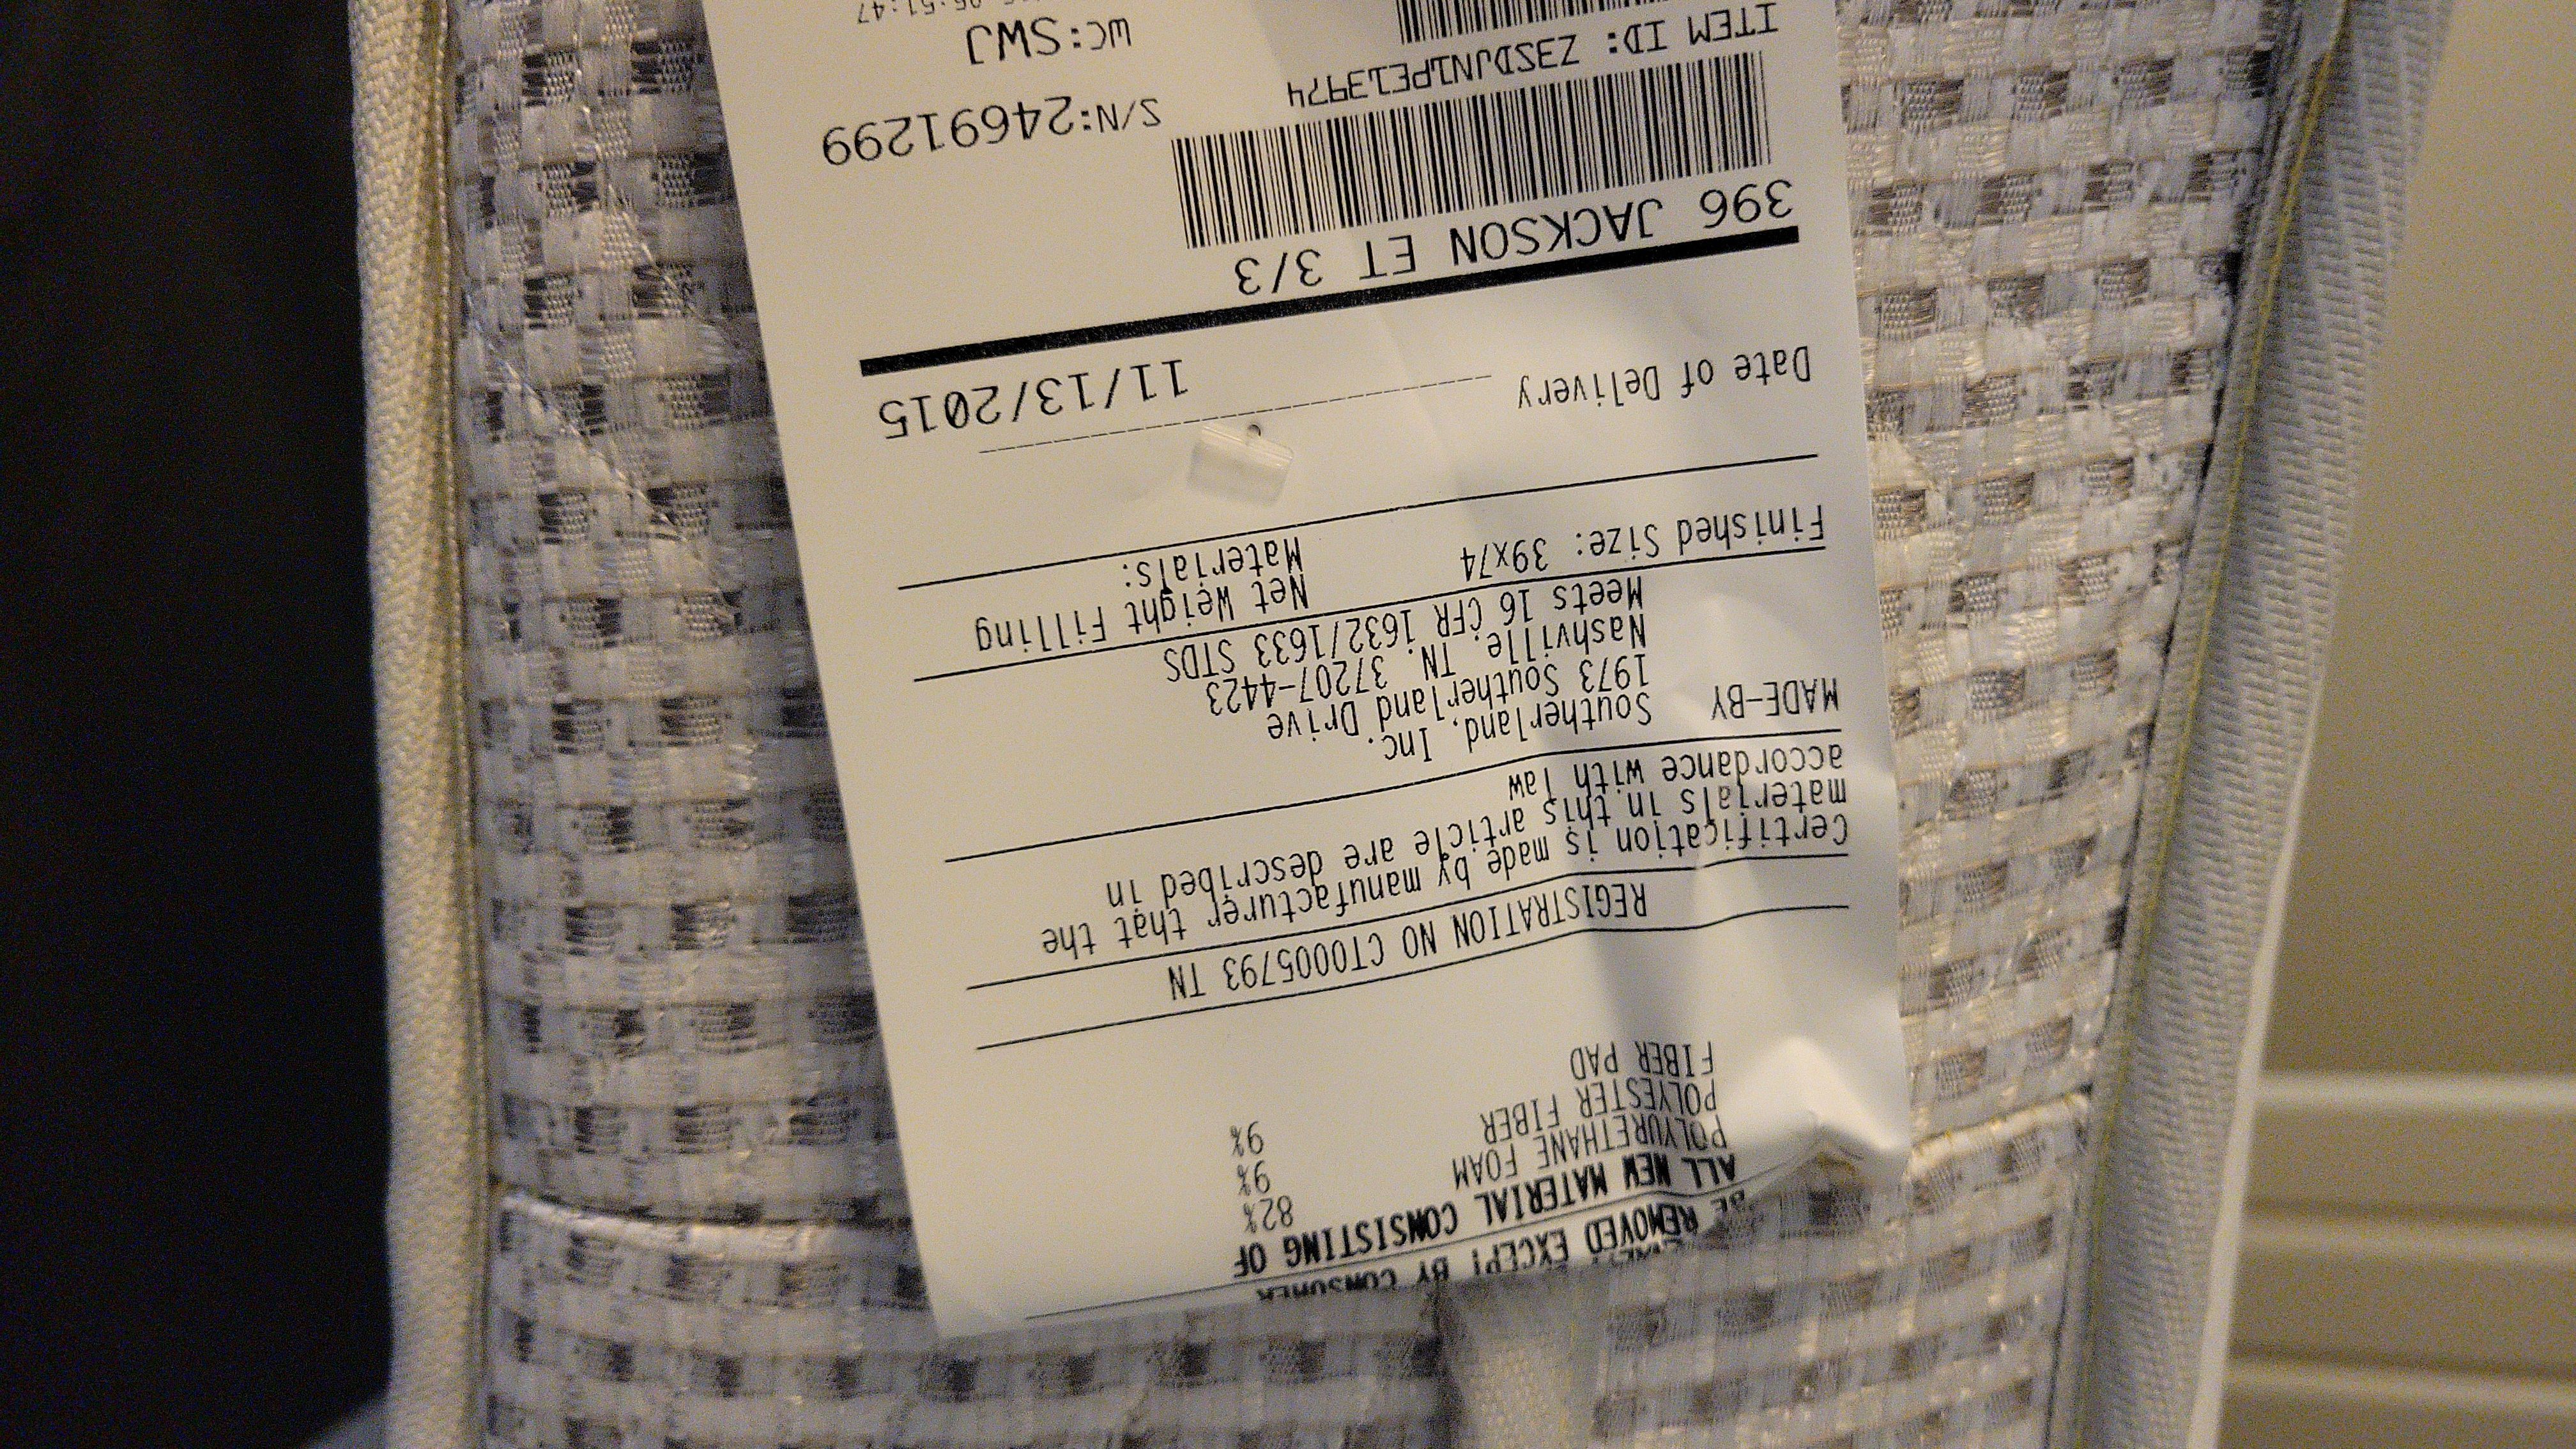 BE REMOVED EXCEPT BY CONSUMER
ALL NEW MATERIAL CONSISTING OF
POLYURETHANE FOAM 82%
POLYESTER FIBER 9%
FIBER PAD 9%
REGISTRATION NO CT0005793 TN
Certification is made by manufacturer that the
materials in this article are described in
accordance with law
MADE-BY Southerland, Inc.
1973 Southerland Drive
Nashville, TN. 37207-4423
Meets 16 CFR 1632/1633 STDS
Finished Size: 39x74 Net Weight Filling
Materials:
Date of Delivery 11/13/2015
396 JACKSON ET 3/3
S/N:24691299
ITEM ID: Z3SDJN1PE13974
WC:SWJ
05:51:47